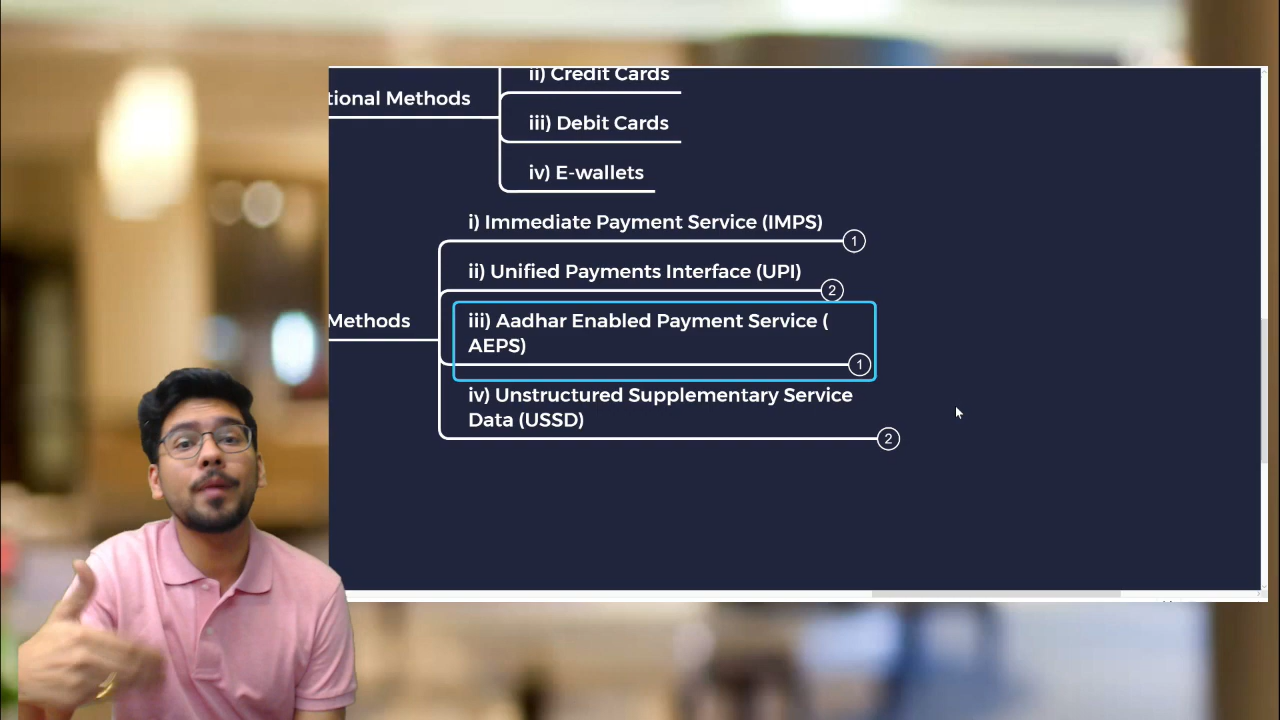 ii) Credit Cards
tional Methods
iii) Debit Cards
iv) E-wallets
i) Immediate Payment Service (IMPS)
1
ii) Unified Payments Interface (UPI)
2
Methods
iii) Aadhar Enabled Payment Service (
AEPS)
1
iv) Unstructured Supplementary Service
Data (USSD)
2